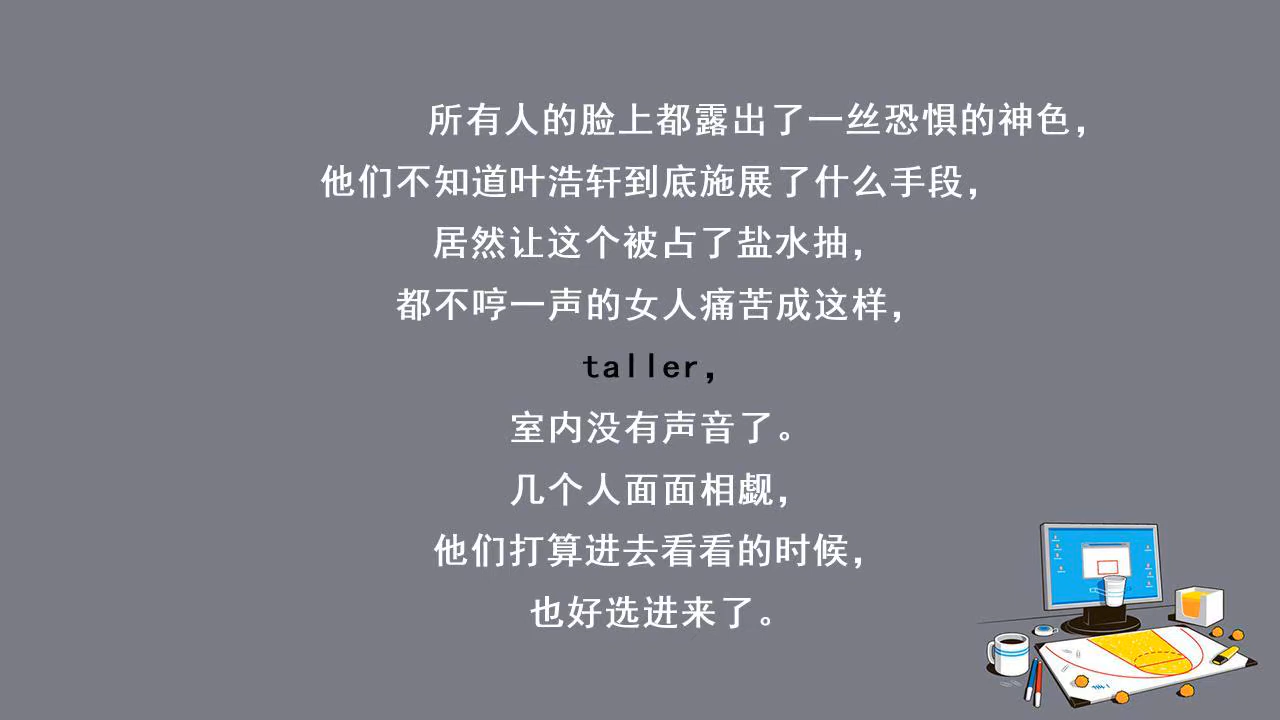 所有人的脸上都露出了一丝恐惧的神色，
他们不知道叶浩轩到底施展了什么手段，
居然让这个被占了盐水抽，
都不哼一声的女人痛苦成这样，
taller，
室内没有声音了。
几个人面面相觑，
他们打算进去看看的时候，
也好选进来了。